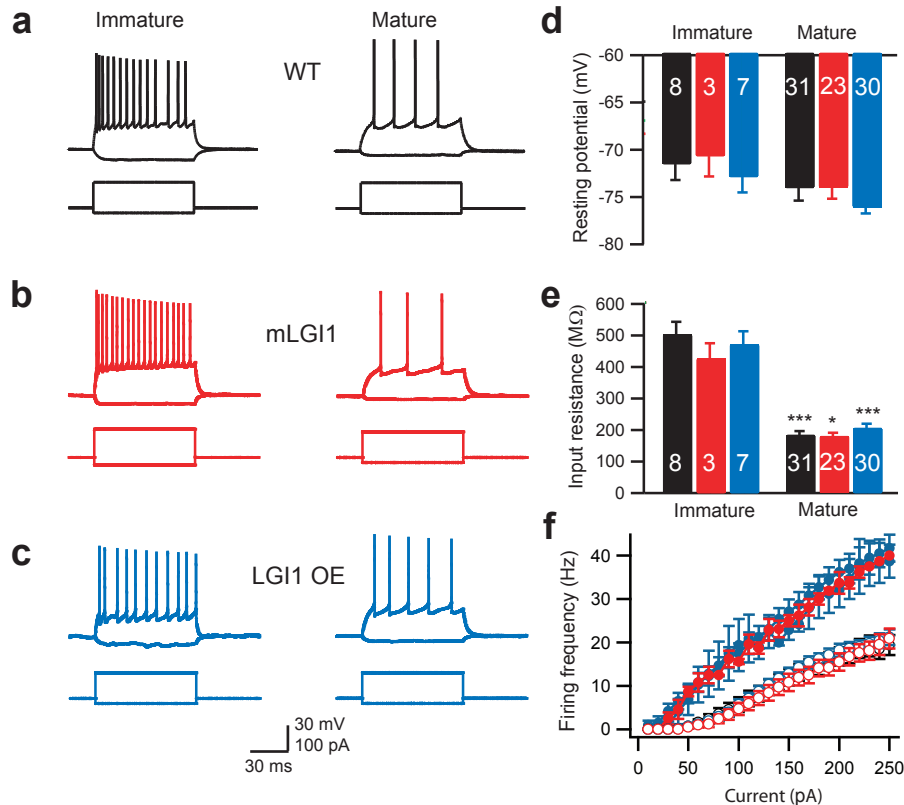 a
Immature
Mature
WT
b
mLGI1
c
LGI1 OE
30 mV
100 pA
30 ms
d
Immature
Mature
Resting potential (mV)
-60
-65
-70
-75
-80
8
3
7
31
23
30
e
Input resistance (MΩ)
600
500
400
300
200
100
0
***
*
***
8
3
7
31
23
30
Immature
Mature
f
Firing frequency (Hz)
40
30
20
10
0
0
50
100
150
200
250
Current (pA)